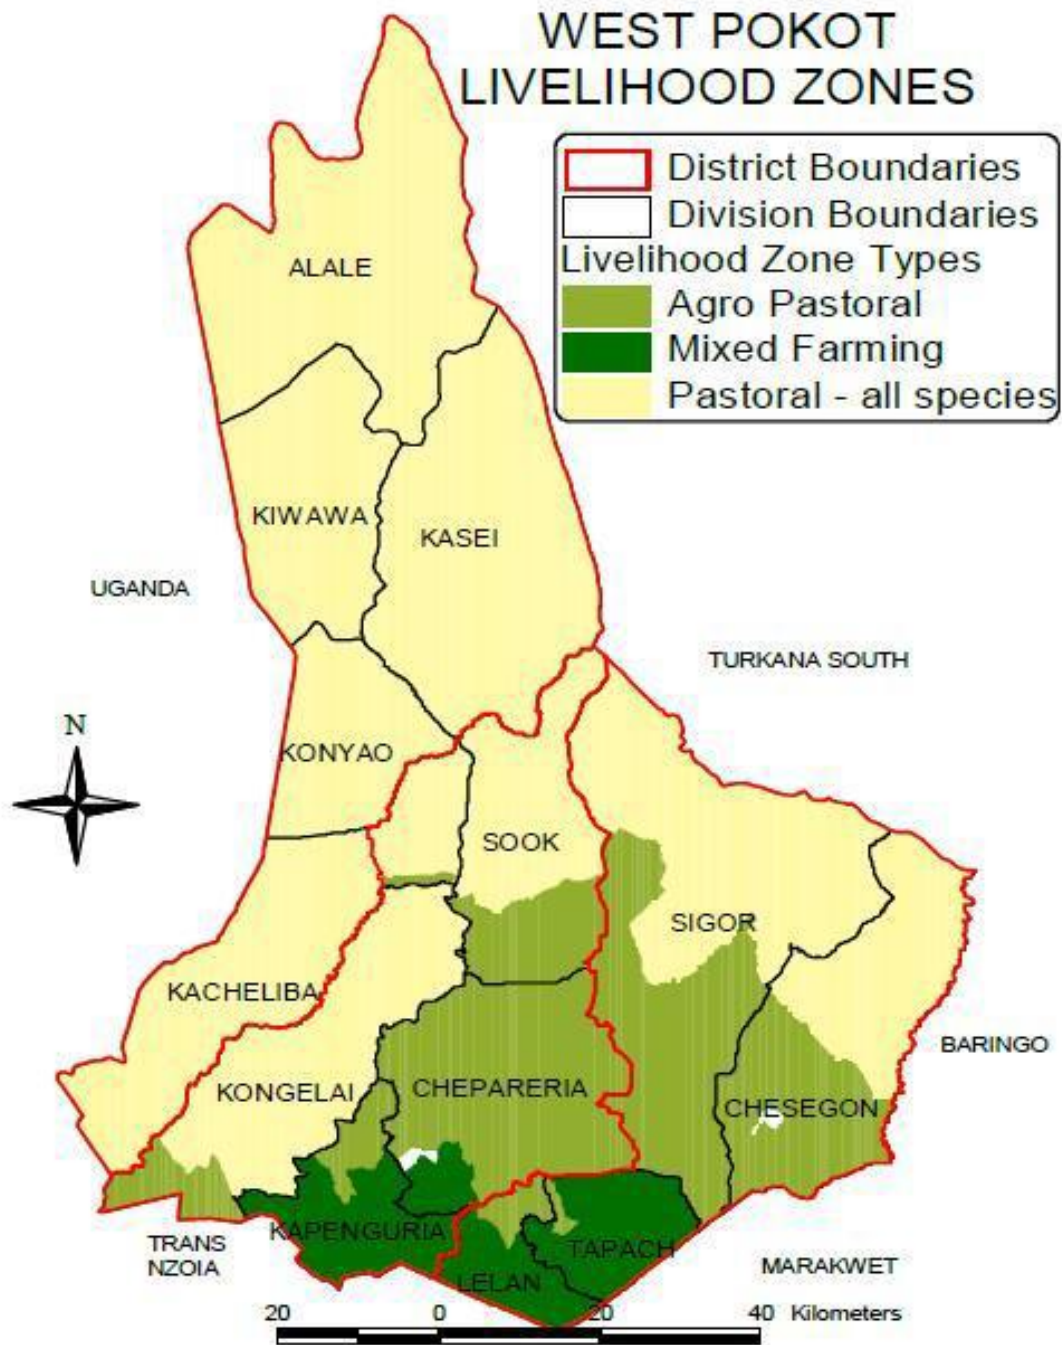 WEST POKOT
LIVELIHOOD ZONES
District Boundaries
Division Boundaries
Livelihood Zone Types
Agro Pastoral
Mixed Farming
Pastoral - all species
ALALE
KIWAWA
KASEI
UGANDA
TURKANA SOUTH
N
KONYAO
SOOK
SIGOR
KACHELIBA
BARINGO
KONGELAI
CHEPARERIA
CHESEGON
KAPENGURIA
TRANS
NZOIA
TAPACH
MARAKWET
LELAN
20 0 20 40 Kilometers